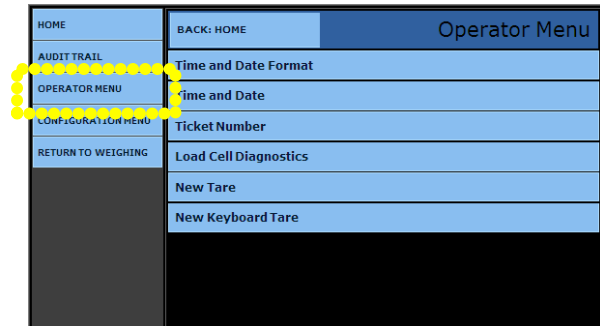 HOME
AUDIT TRAIL
OPERATOR MENU
CONFIGURATION MENU
RETURN TO WEIGHING
BACK: HOME
Operator Menu
Time and Date Format
Time and Date
Ticket Number
Load Cell Diagnostics
New Tare
New Keyboard Tare